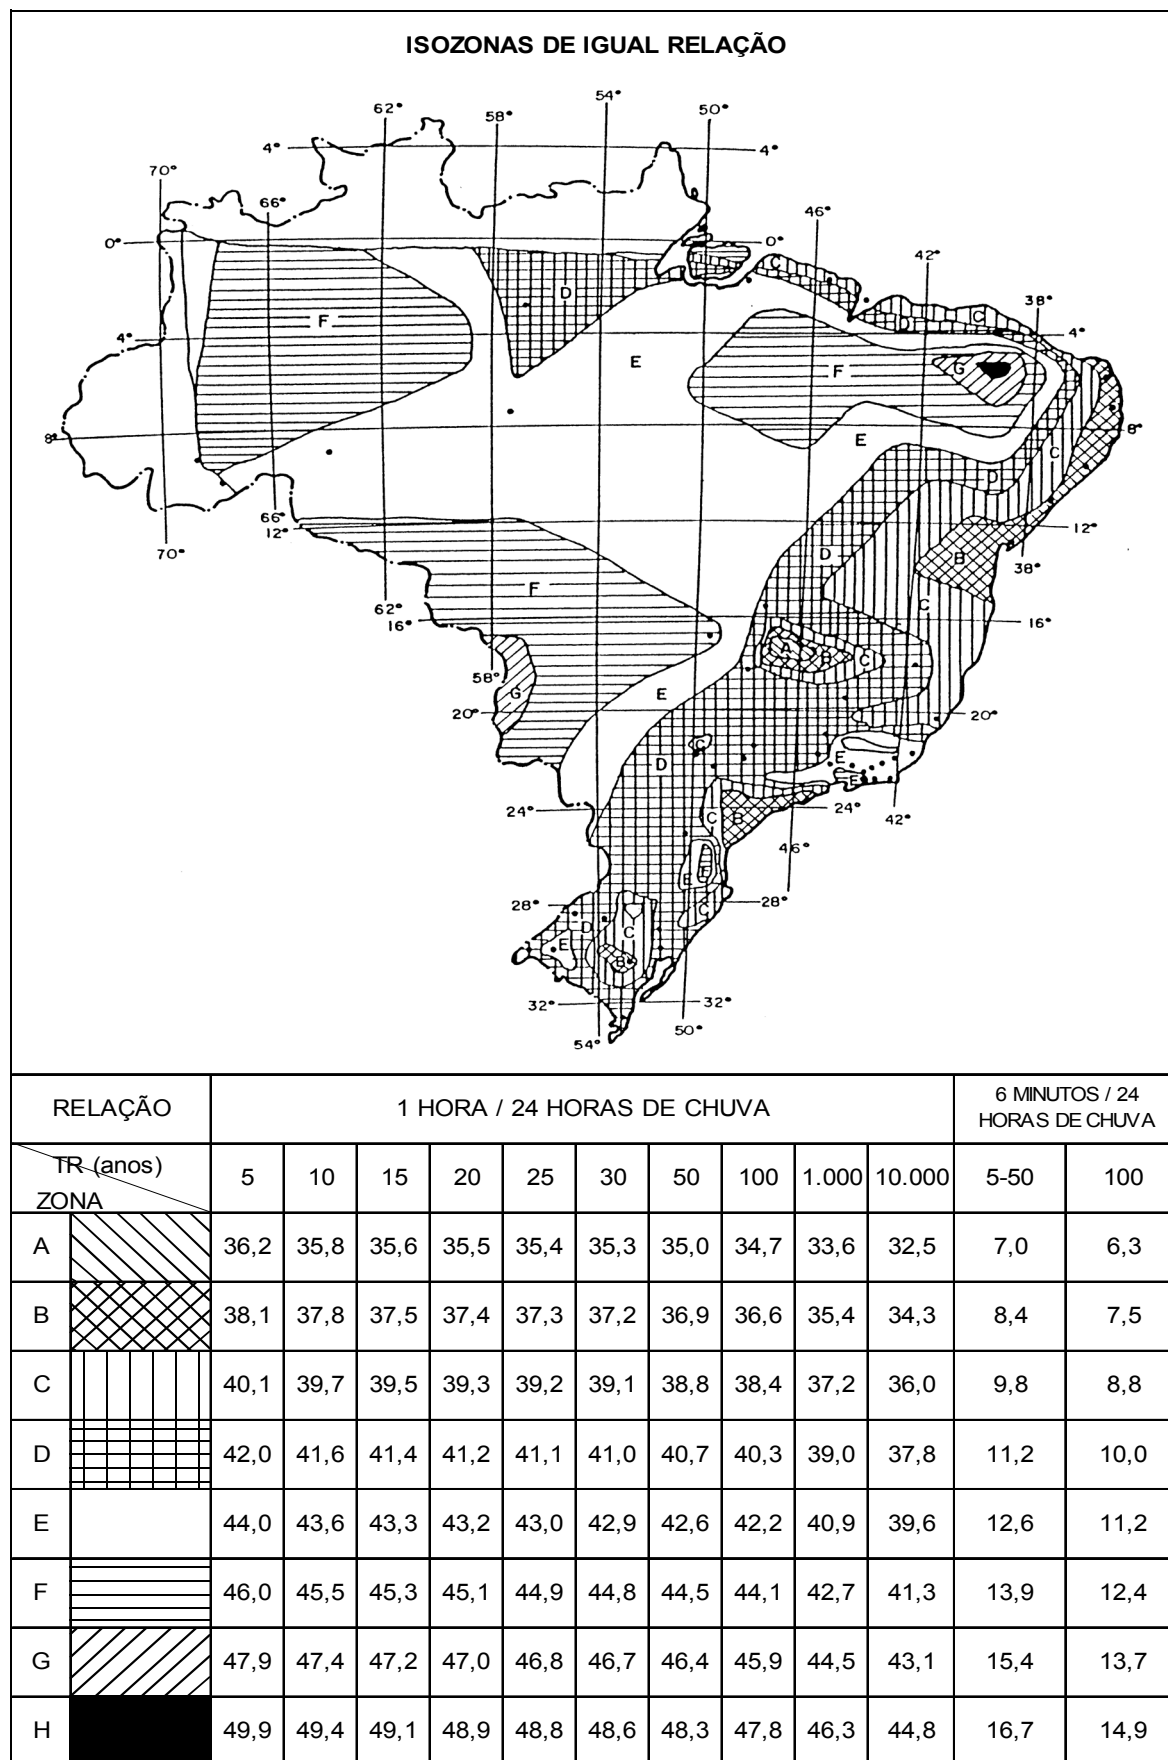 ISOZONAS DE IGUAL RELAÇÃO
54°
62° 58° 50°
4° 4°
70°
66° 46°
0° 0°
C 42°
D 38°
F C
4° D 4°
E F G
8° E 8°
C
D
66°
12° 12°
70° D B 38°
F
62° C
16° 16°
A B C
58°
G E
20° 20°
C
D E
E
24° C B 24°
42°
46°
E F
28° C 28°
D C
E
B
32° 32°
50°
54°
RELAÇÃO 1 HORA / 24 HORAS DE CHUVA 6 MINUTOS / 24 HORAS DE CHUVA
TR (anos) ZONA 5 10 15 20 25 30 50 100 1.000 10.000 5-50 100
A 36,2 35,8 35,6 35,5 35,4 35,3 35,0 34,7 33,6 32,5 7,0 6,3
B 38,1 37,8 37,5 37,4 37,3 37,2 36,9 36,6 35,4 34,3 8,4 7,5
C 40,1 39,7 39,5 39,3 39,2 39,1 38,8 38,4 37,2 36,0 9,8 8,8
D 42,0 41,6 41,4 41,2 41,1 41,0 40,7 40,3 39,0 37,8 11,2 10,0
E 44,0 43,6 43,3 43,2 43,0 42,9 42,6 42,2 40,9 39,6 12,6 11,2
F 46,0 45,5 45,3 45,1 44,9 44,8 44,5 44,1 42,7 41,3 13,9 12,4
G 47,9 47,4 47,2 47,0 46,8 46,7 46,4 45,9 44,5 43,1 15,4 13,7
H 49,9 49,4 49,1 48,9 48,8 48,6 48,3 47,8 46,3 44,8 16,7 14,9